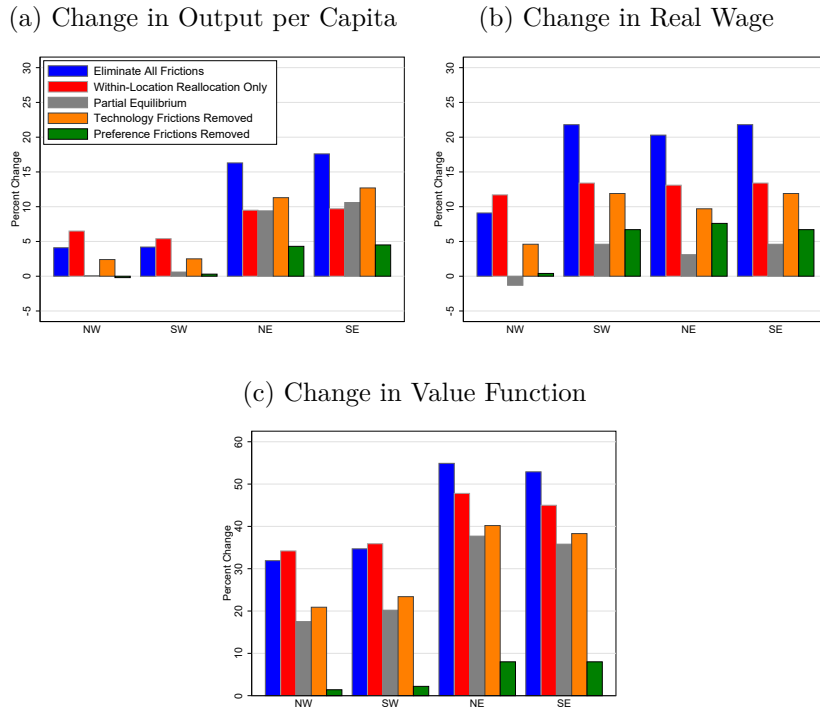 (a) Change in Output per Capita
Percent Change
30
25
20
15
10
5
0
-5
Eliminate All Frictions
Within-Location Reallocation Only
Partial Equilibrium
Technology Frictions Removed
Preference Frictions Removed
NW SW NE SE
(b) Change in Real Wage
Percent Change
30
25
20
15
10
5
0
-5
NW SW NE SE
(c) Change in Value Function
Percent Change
60
50
40
30
20
10
0
NW SW NE SE